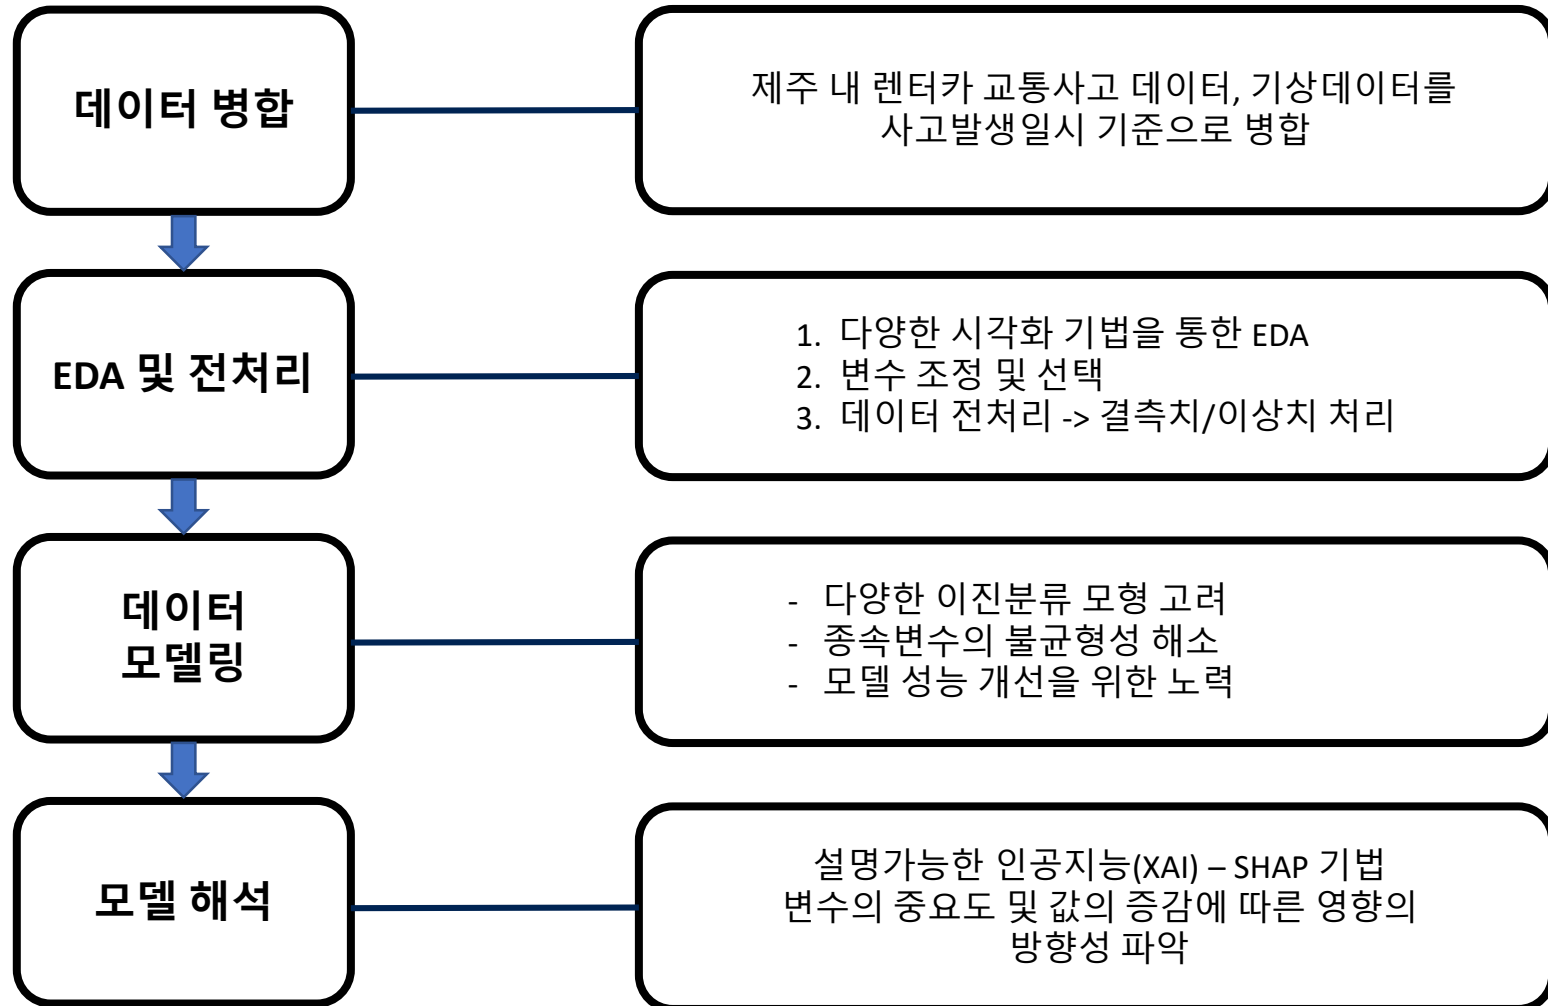 데이터 병합
제주 내 렌터카 교통사고 데이터, 기상데이터를
사고발생일시 기준으로 병합
EDA 및 전처리
1. 다양한 시각화 기법을 통한 EDA
2. 변수 조정 및 선택
3. 데이터 전처리 -> 결측치/이상치 처리
데이터
모델링
- 다양한 이진분류 모형 고려
- 종속변수의 불균형성 해소
- 모델 성능 개선을 위한 노력
모델 해석
설명가능한 인공지능(XAI) – SHAP 기법
변수의 중요도 및 값의 증감에 따른 영향의
방향성 파악